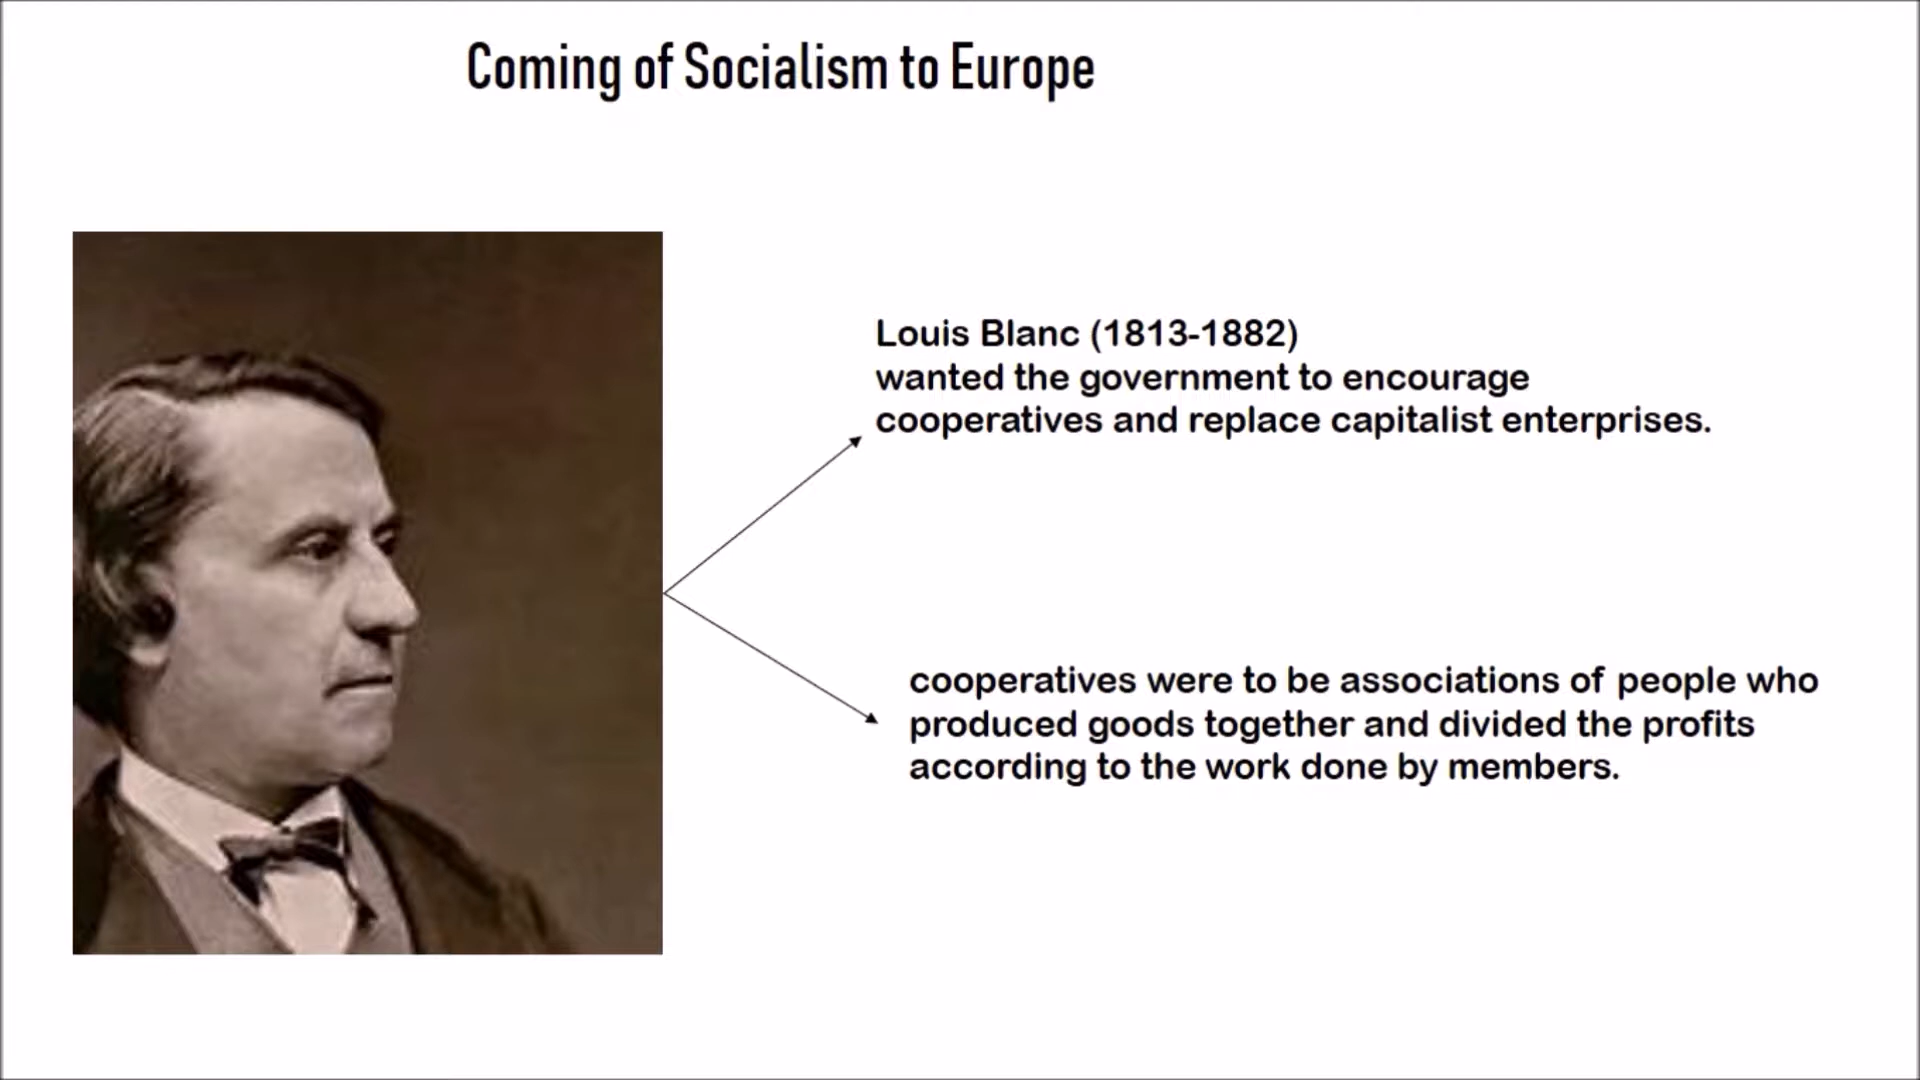 Coming of Socialism to Europe
Louis Blanc (1813-1882)
wanted the government to encourage
cooperatives and replace capitalist enterprises.
cooperatives were to be associations of people who
produced goods together and divided the profits
according to the work done by members.